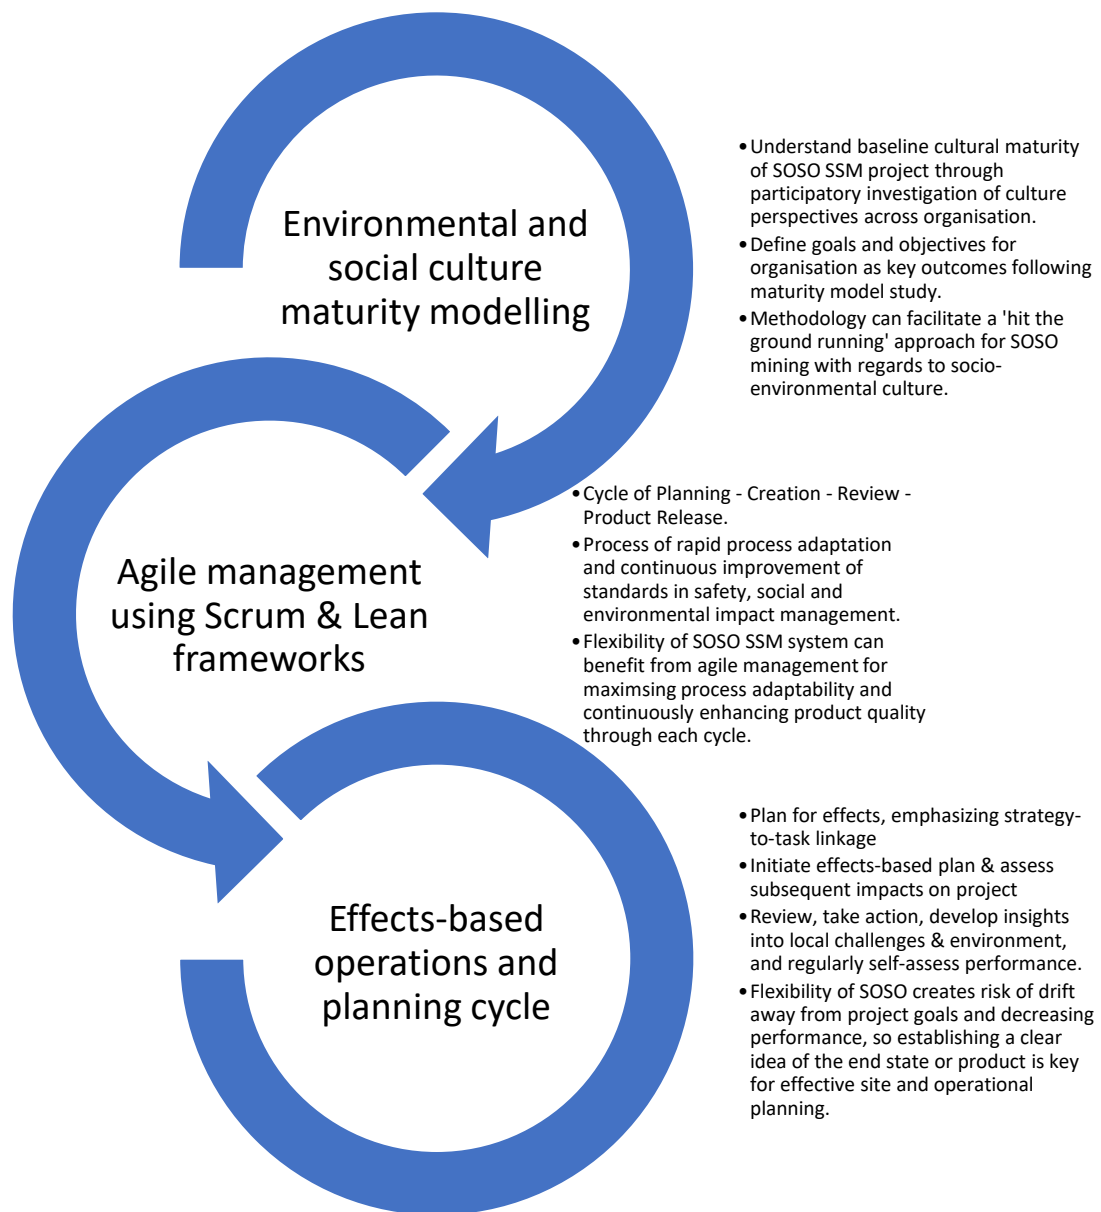 Environmental and
social culture
maturity modelling
•Understand baseline cultural maturity
of SOSO SSM project through
participatory investigation of culture
perspectives across organisation.
•Define goals and objectives for
organisation as key outcomes following
maturity model study.
•Methodology can facilitate a 'hit the
ground running' approach for SOSO
mining with regards to socio-
environmental culture.
Agile management
using Scrum & Lean
frameworks
•Cycle of Planning - Creation - Review -
Product Release.
•Process of rapid process adaptation
and continuous improvement of
standards in safety, social and
environmental impact management.
•Flexibility of SOSO SSM system can
benefit from agile management for
maximsing process adaptability and
continuously enhancing product quality
through each cycle.
Effects-based
operations and
planning cycle
•Plan for effects, emphasizing strategy-
to-task linkage
•Initiate effects-based plan & assess
subsequent impacts on project
•Review, take action, develop insights
into local challenges & environment,
and regularly self-assess performance.
•Flexibility of SOSO creates risk of drift
away from project goals and decreasing
performance, so establishing a clear
idea of the end state or product is key
for effective site and operational
planning.